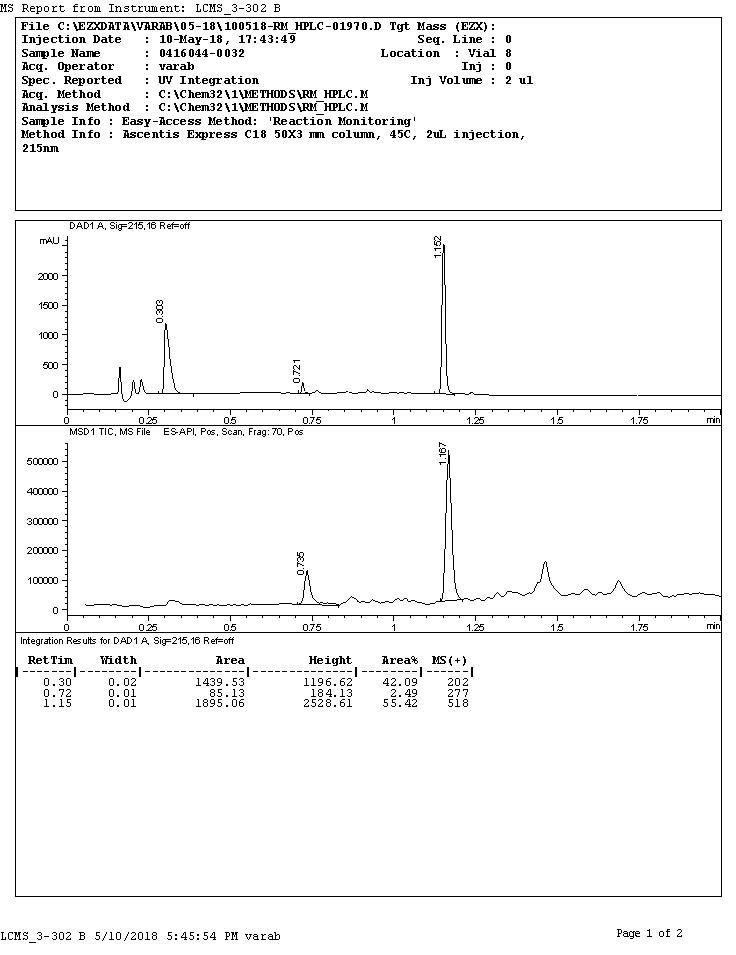 MS Report from Instrument: LCMS_3-302 B
File C:\EZXDATA\VARAB\05-18\100518-RM_HPLC-01970.D Tgt Mass (EZX):
Injection Date : 10-May-18, 17:43:49 Seq. Line : 0
Sample Name : 0416044-0032 Location : Vial 8
Acq. Operator : varab Inj : 0
Spec. Reported : UV Integration Inj Volume : 2 ul
Acq. Method : C:\Chem32\1\METHODS\RM_HPLC.M
Analysis Method : C:\Chem32\1\METHODS\RM_HPLC.M
Sample Info : Easy-Access Method: 'Reaction Monitoring'
Method Info : Ascentis Express C18 50X3 mm column, 45C, 2uL injection,
215nm
DAD1 A, Sig=215,16 Ref=off
mAU
2000
1500
1000
500
0
0.303
0.721
1.152
0 0.25 0.5 0.75 1 1.25 1.5 1.75 min
MSD1 TIC, MS File ES-API, Pos, Scan, Frag: 70, Pos
500000
400000
300000
200000
100000
0
0.735
1.167
0 0.25 0.5 0.75 1 1.25 1.5 1.75 min
Integration Results for DAD1 A, Sig=215,16 Ref=off
RetTim Width Area Height Area% MS(+)
0.30 0.02 1439.53 1196.62 42.09 202
0.72 0.01 85.13 184.13 2.49 277
1.15 0.01 1895.06 2528.61 55.42 518
LCMS_3-302 B 5/10/2018 5:45:54 PM varab
Page 1 of 2